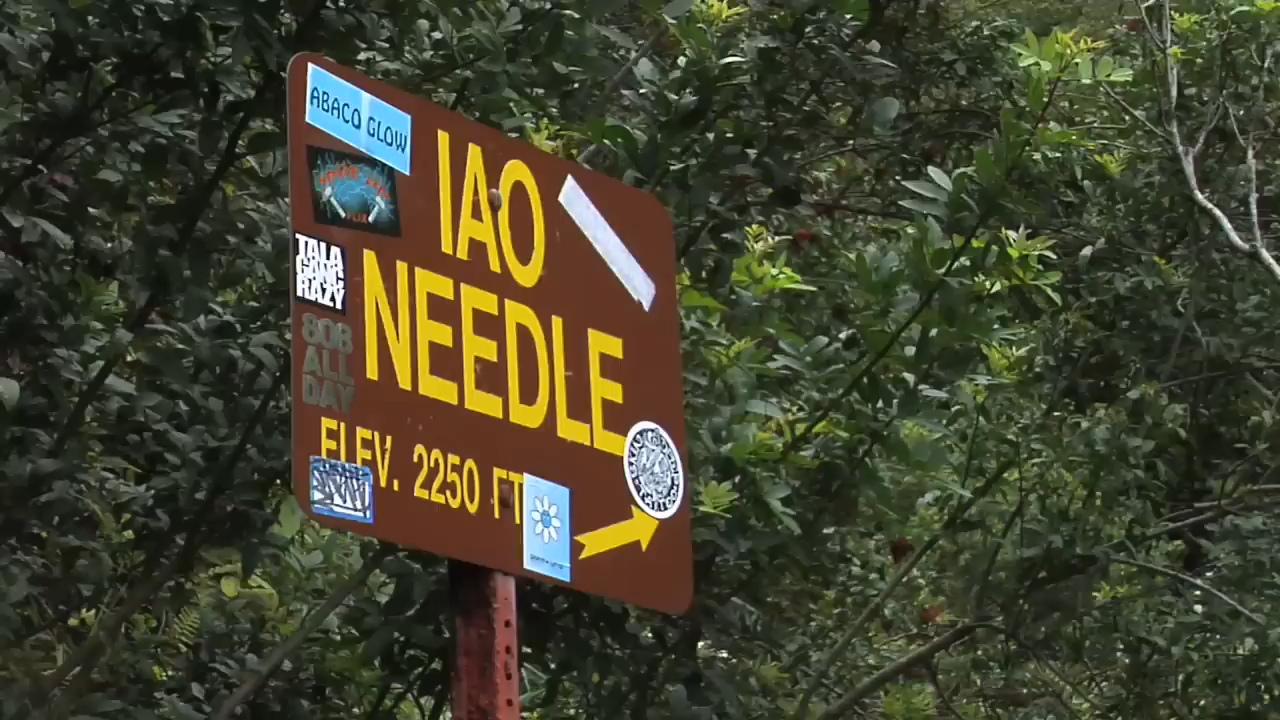 ABACO GLOW
IAO
NEEDLE
TALA
GANG
RAZY
808
ALL
DAY
ELEV. 2250 FT